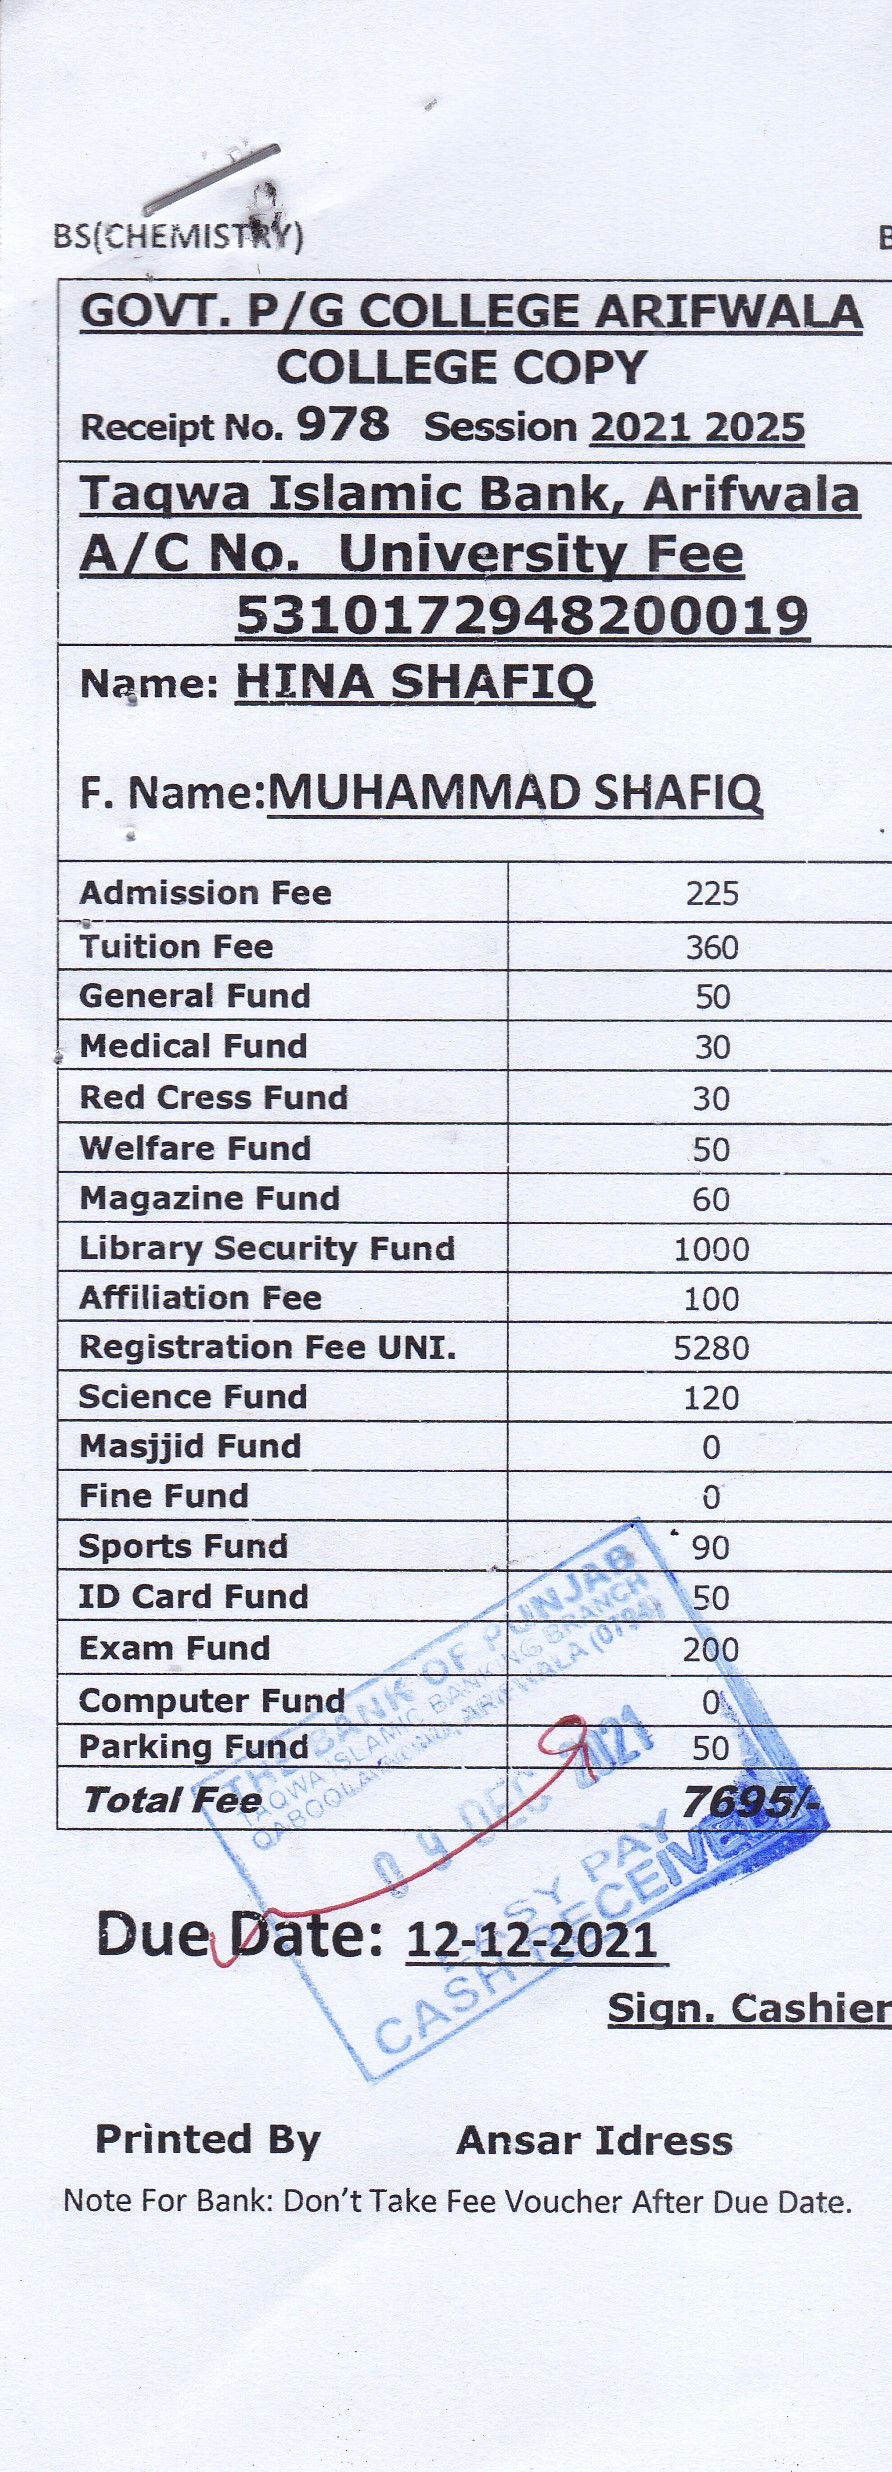 BS(CHEMISTRY)
B
GOVT. P/G COLLEGE ARIFWALA
COLLEGE COPY
Receipt No. 978 Session 2021 2025
Taqwa Islamic Bank, Arifwala
A/C No. University Fee
5310172948200019
Name: HINA SHAFIQ
F. Name:MUHAMMAD SHAFIQ
Admission Fee 225
Tuition Fee 360
General Fund 50
Medical Fund 30
Red Cress Fund 30
Welfare Fund 50
Magazine Fund 60
Library Security Fund 1000
Affiliation Fee 100
Registration Fee UNI. 5280
Science Fund 120
Masjjid Fund 0
Fine Fund 0
Sports Fund 90
ID Card Fund 50
Exam Fund 200
Computer Fund 0
Parking Fund 50
Total Fee 7695/-
THE BANK OF PUNJAB
TAQWA ISLAMIC BANKING BRANCH
ARIFWALA (0794)
09 DEC 2021
EASY PAY
CASH RECEIVED
Due Date: 12-12-2021
Sign. Cashier
Printed By Ansar Idress
Note For Bank: Don't Take Fee Voucher After Due Date.